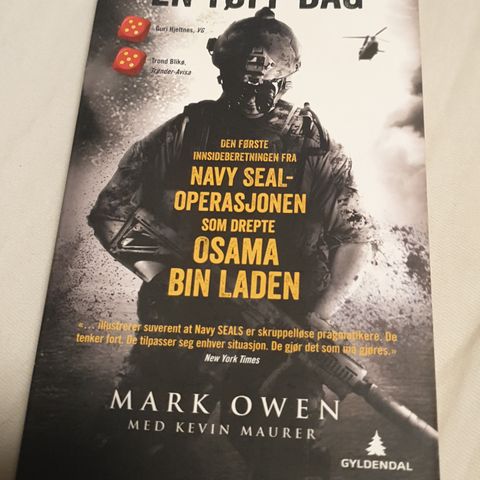 EN TØFF DAG
Guri Hjeltnes, VG
Trond Blikø,
Trønder-Avisa
DEN FØRSTE
INNSIDEBERETNINGEN FRA
NAVY SEAL-
OPERASJONEN
SOM DREPTE
OSAMA
BIN LADEN
«… illustrerer suverent at Navy SEALS er skruppelløse pragmatikere. De
tenker fort. De tilpasser seg enhver situasjon. De gjør det som må gjøres.»
New York Times
MARK OWEN
MED KEVIN MAURER
GYLDENDAL